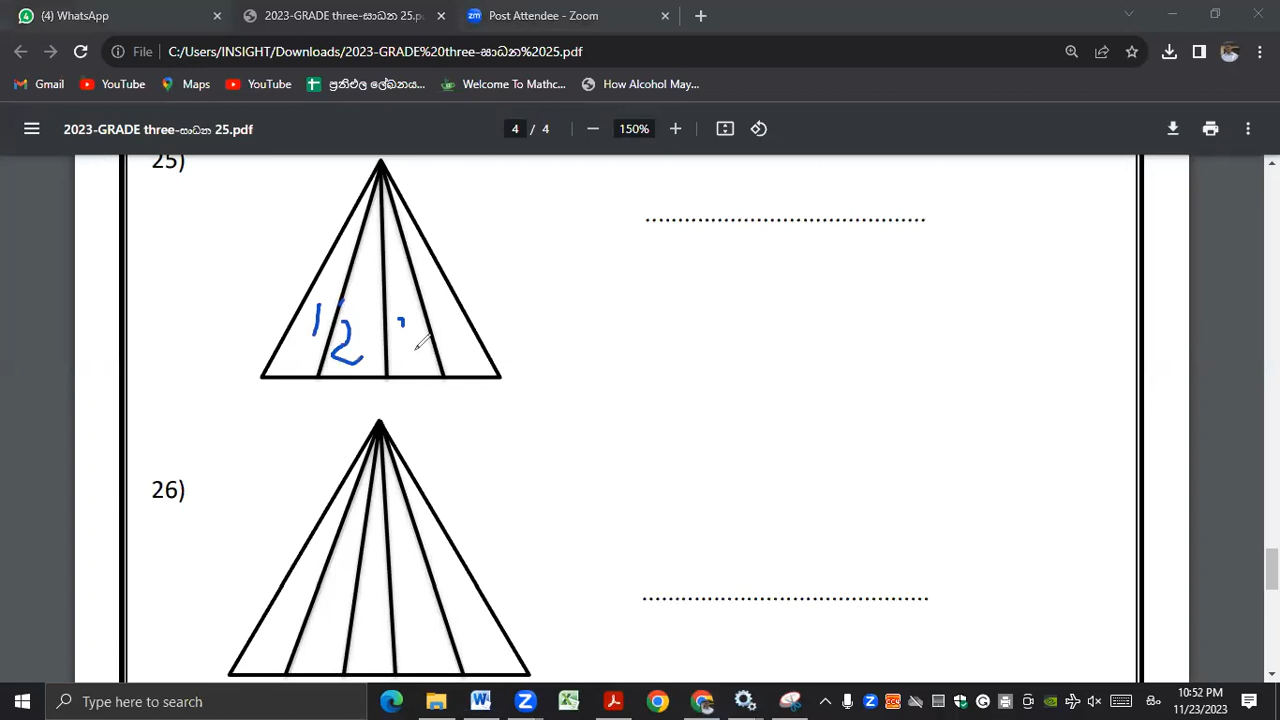 (4) WhatsApp
2023-GRADE three-සාධන 25.p
Post Attendee - Zoom
File
C:/Users/INSIGHT/Downloads/2023-GRADE%20three-සාධන%2025.pdf
Gmail
YouTube
Maps
YouTube
ප්‍රතිඵල ලේඛනය...
Welcome To Mathc...
How Alcohol May...
2023-GRADE three-සාධන 25.pdf
4 / 4
150%
25)
1 2
26)
Type here to search
10:52 PM
11/23/2023